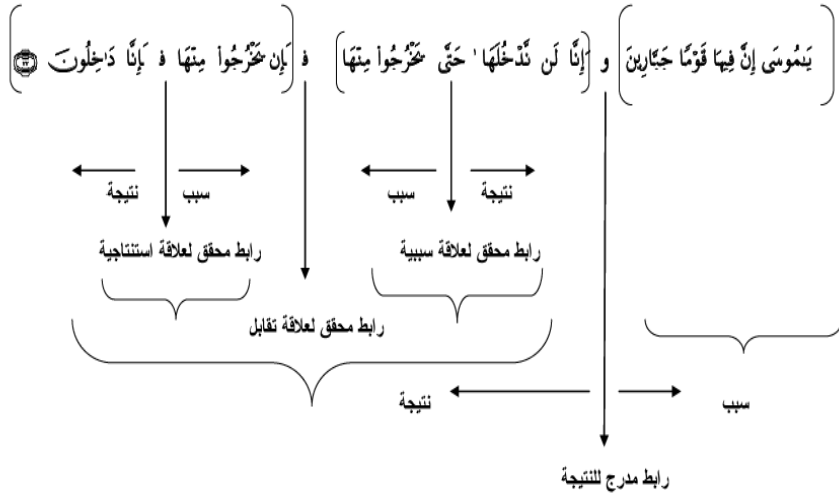 يَٰمُوسَىٰٓ إِنَّ فِيهَا قَوْمًا جَبَّارِينَ و َإِنَّا لَن نَّدْخُلَهَا حَتَّىٰ يَخْرُجُوا۟ مِنْهَا ف َإِن يَخْرُجُوا۟ مِنْهَا ف َإِنَّا دَٰخِلُونَ ٢٢
نتيجة سبب سبب نتيجة
رابط محقق لعلاقة استنتاجية رابط محقق لعلاقة سببية
رابط محقق لعلاقة تقابل
نتيجة سبب
رابط مدرج للنتيجة